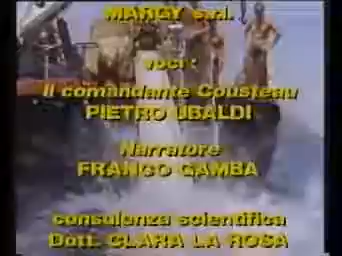 MARGY s.r.l.
voci :
Il comandante Cousteau
PIETRO UBALDI
Narratore
FRANCO GAMBA
consulenza scientifica
Dott. CLARA LA ROSA